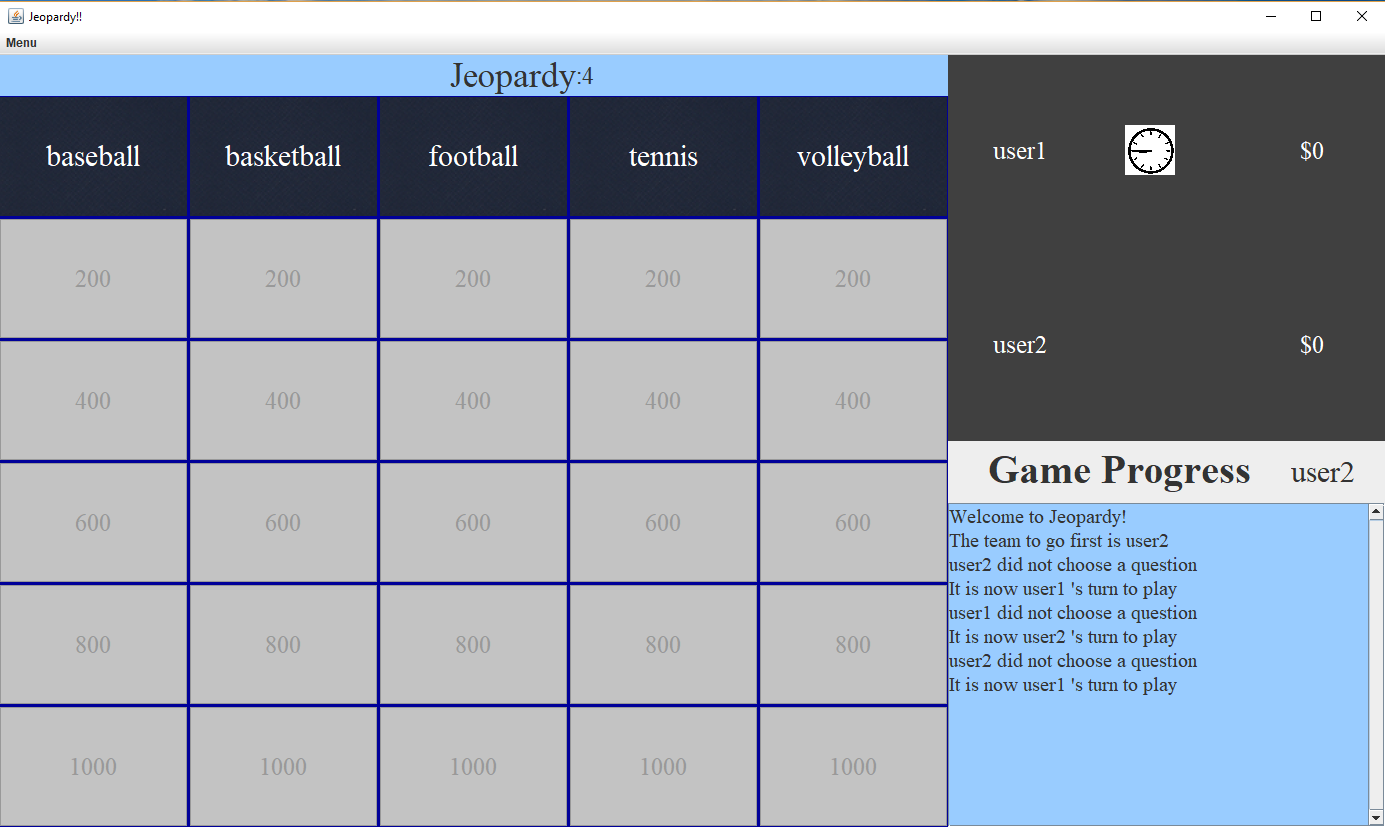 Jeopardy!!
Menu
Jeopardy:4
baseball basketball football tennis volleyball
200 200 200 200 200
400 400 400 400 400
600 600 600 600 600
800 800 800 800 800
1000 1000 1000 1000 1000
user1 $0
user2 $0
Game Progress user2
Welcome to Jeopardy!
The team to go first is user2
user2 did not choose a question
It is now user1 's turn to play
user1 did not choose a question
It is now user2 's turn to play
user2 did not choose a question
It is now user1 's turn to play